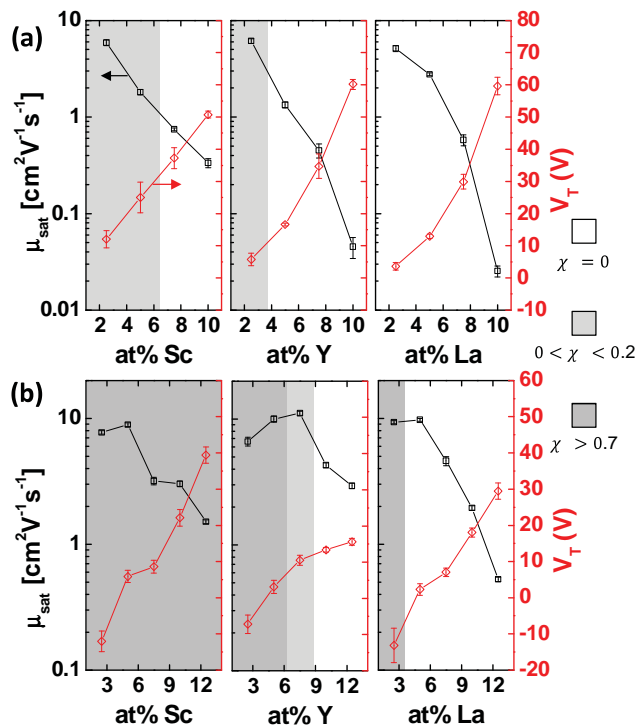 (a)
μsat [cm²V⁻¹s⁻¹]
10
1
0.1
0.01
80
70
60
50
40
30
20
10
0
-10
V_T (V)
2 4 6 8 10
2 4 6 8 10
2 4 6 8 10
at% Sc
at% Y
at% La
χ = 0
0 < χ < 0.2
χ > 0.7
(b)
μsat [cm²V⁻¹s⁻¹]
10
1
0.1
60
50
40
30
20
10
0
-10
-20
V_T (V)
3 6 9 12
3 6 9 12
3 6 9 12
at% Sc
at% Y
at% La